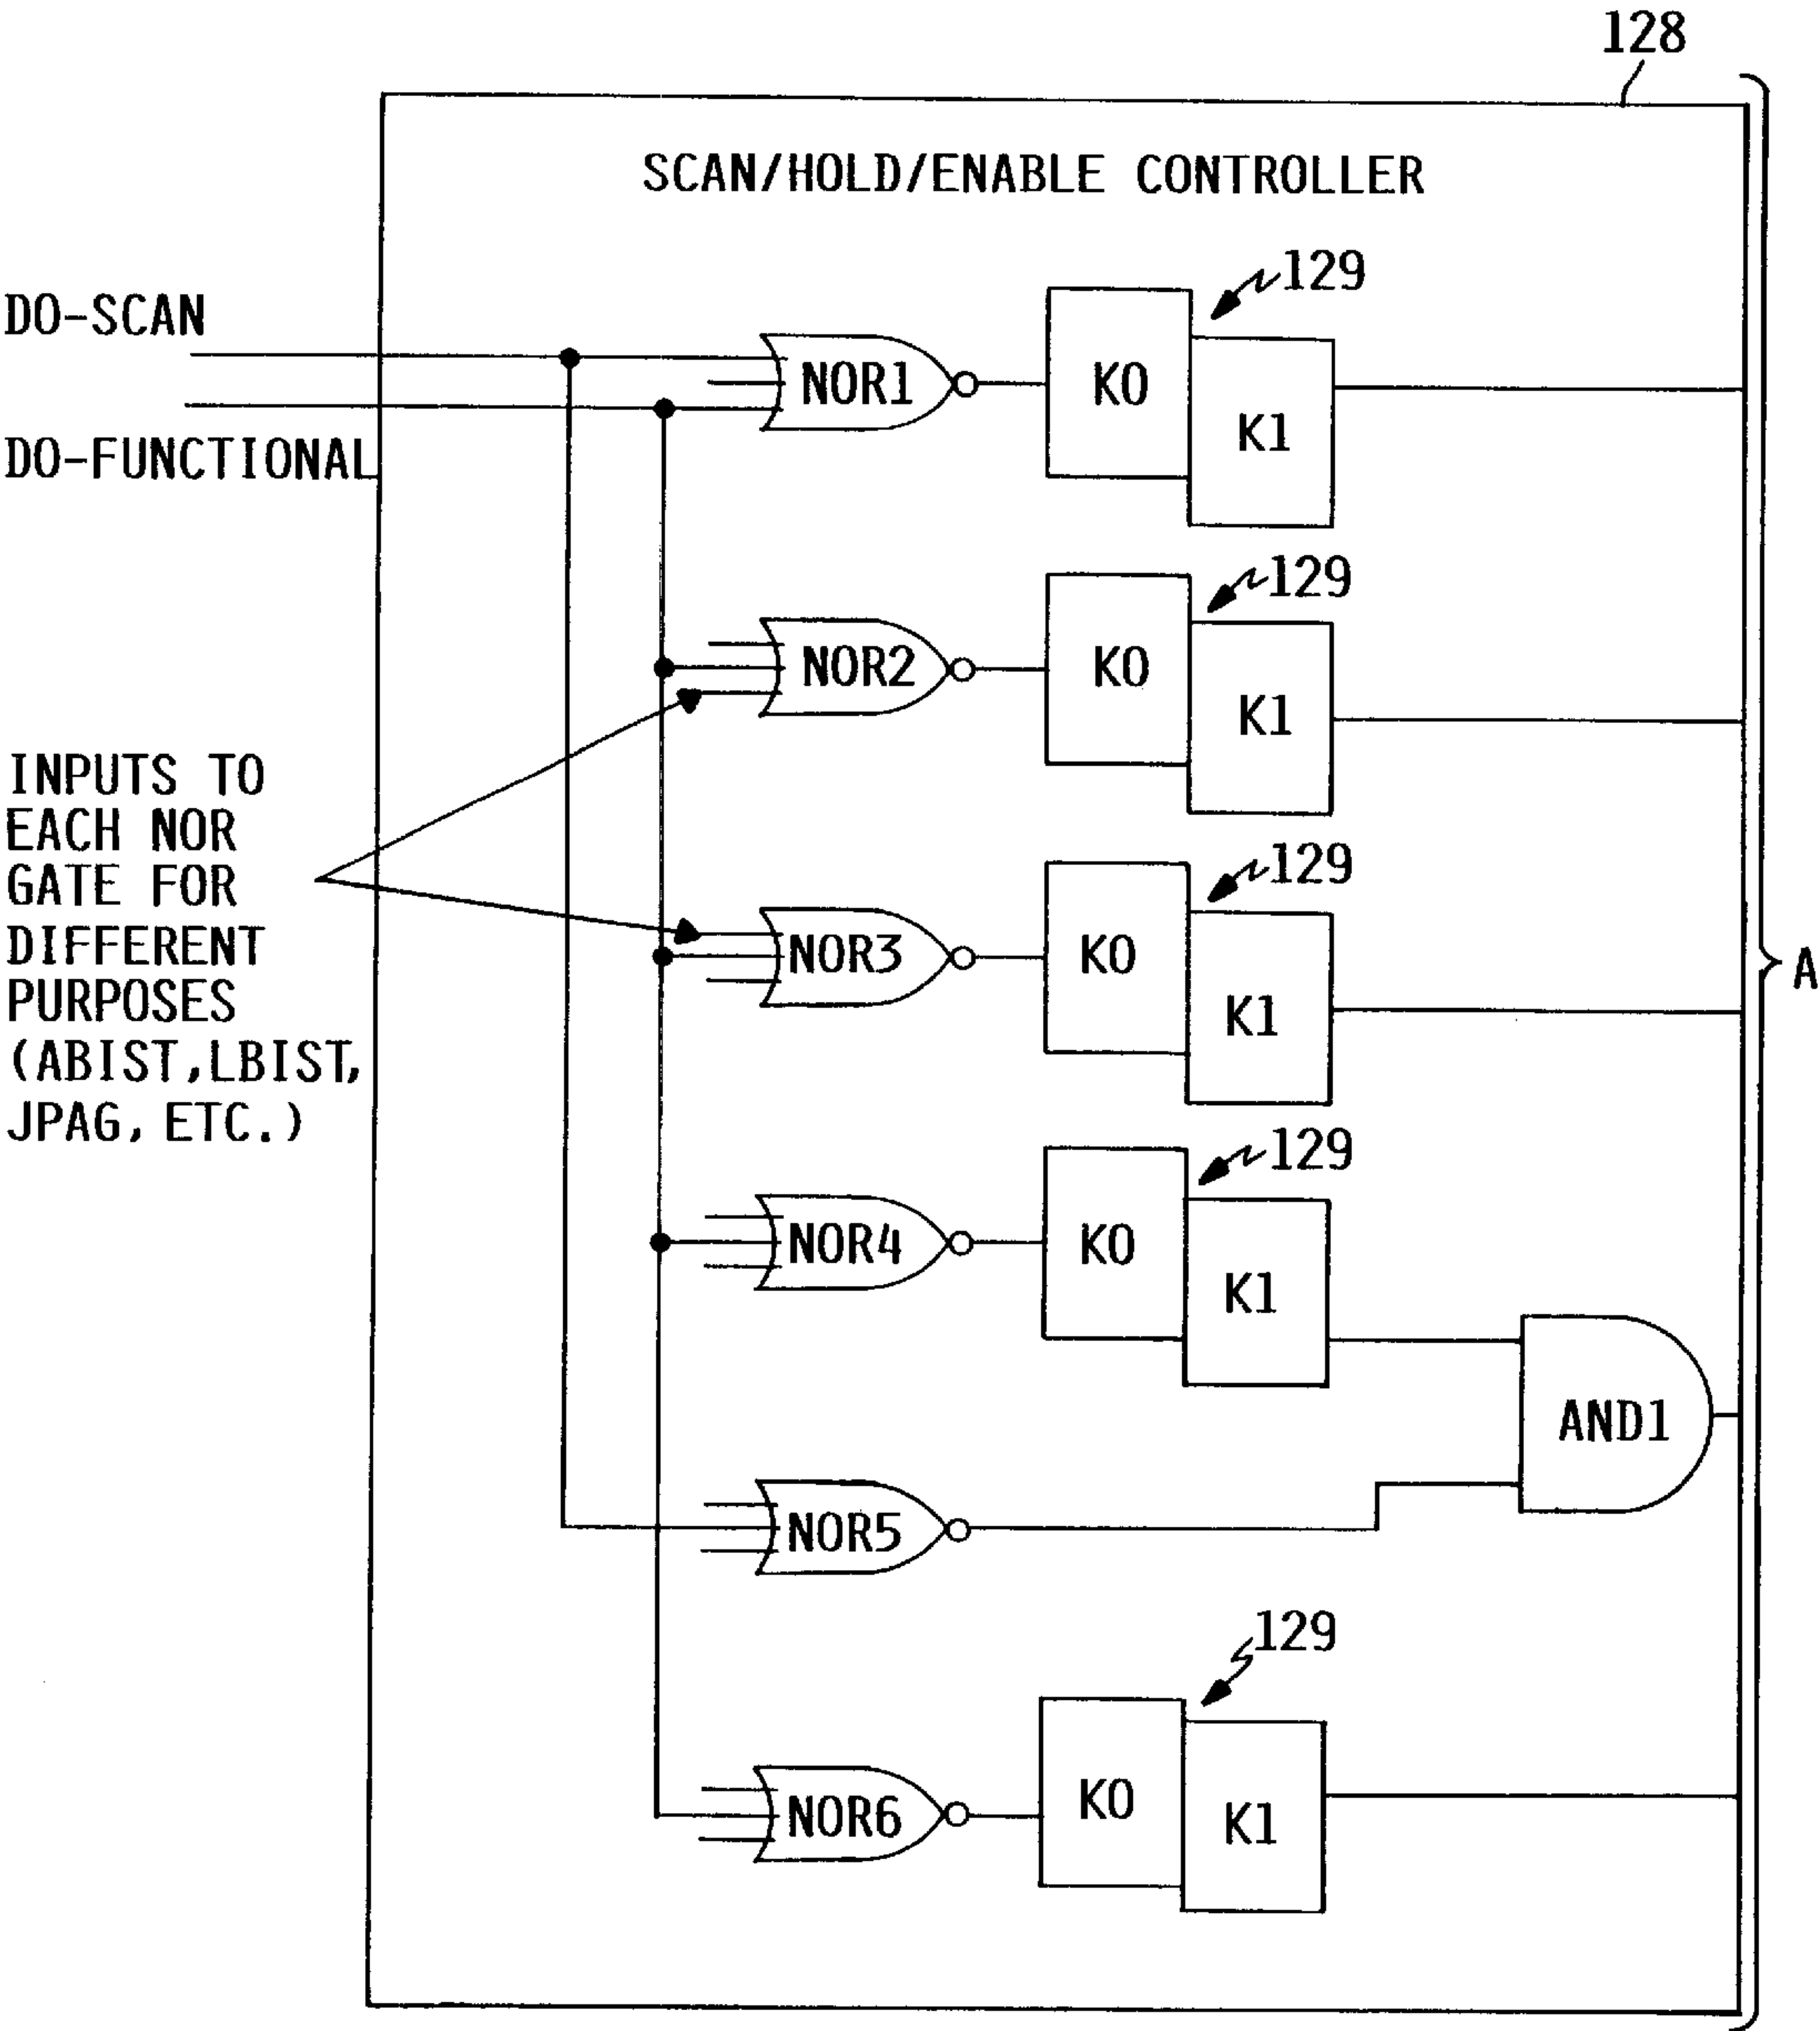 128
SCAN/HOLD/ENABLE CONTROLLER
129
DO-SCAN
NOR1
K0
K1
DO-FUNCTIONAL
129
NOR2
K0
K1
INPUTS TO
EACH NOR
GATE FOR
DIFFERENT
PURPOSES
(ABIST,LBIST,
JPAG, ETC.)
129
NOR3
K0
K1
A
129
NOR4
K0
K1
AND1
NOR5
129
NOR6
K0
K1